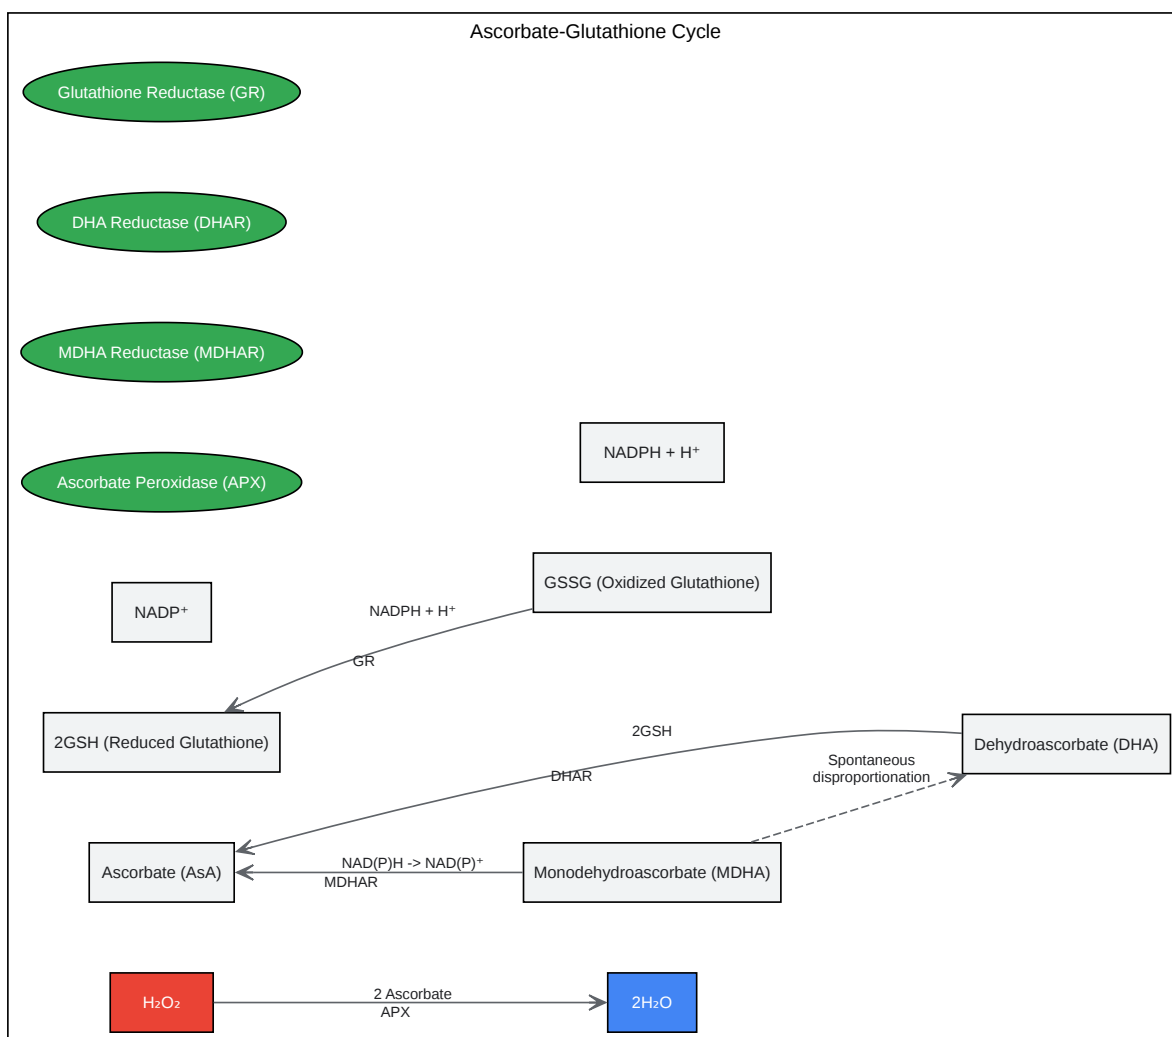 Ascorbate-Glutathione Cycle
Glutathione Reductase (GR)
DHA Reductase (DHAR)
MDHA Reductase (MDHAR)
NADPH + H⁺
Ascorbate Peroxidase (APX)
GSSG (Oxidized Glutathione)
NADP⁺
NADPH + H⁺
GR
2GSH (Reduced Glutathione)
2GSH
Dehydroascorbate (DHA)
Spontaneous
disproportionation
DHAR
Ascorbate (AsA)
NAD(P)H -> NAD(P)⁺
MDHAR
Monodehydroascorbate (MDHA)
H₂O₂
2 Ascorbate
APX
2H₂O